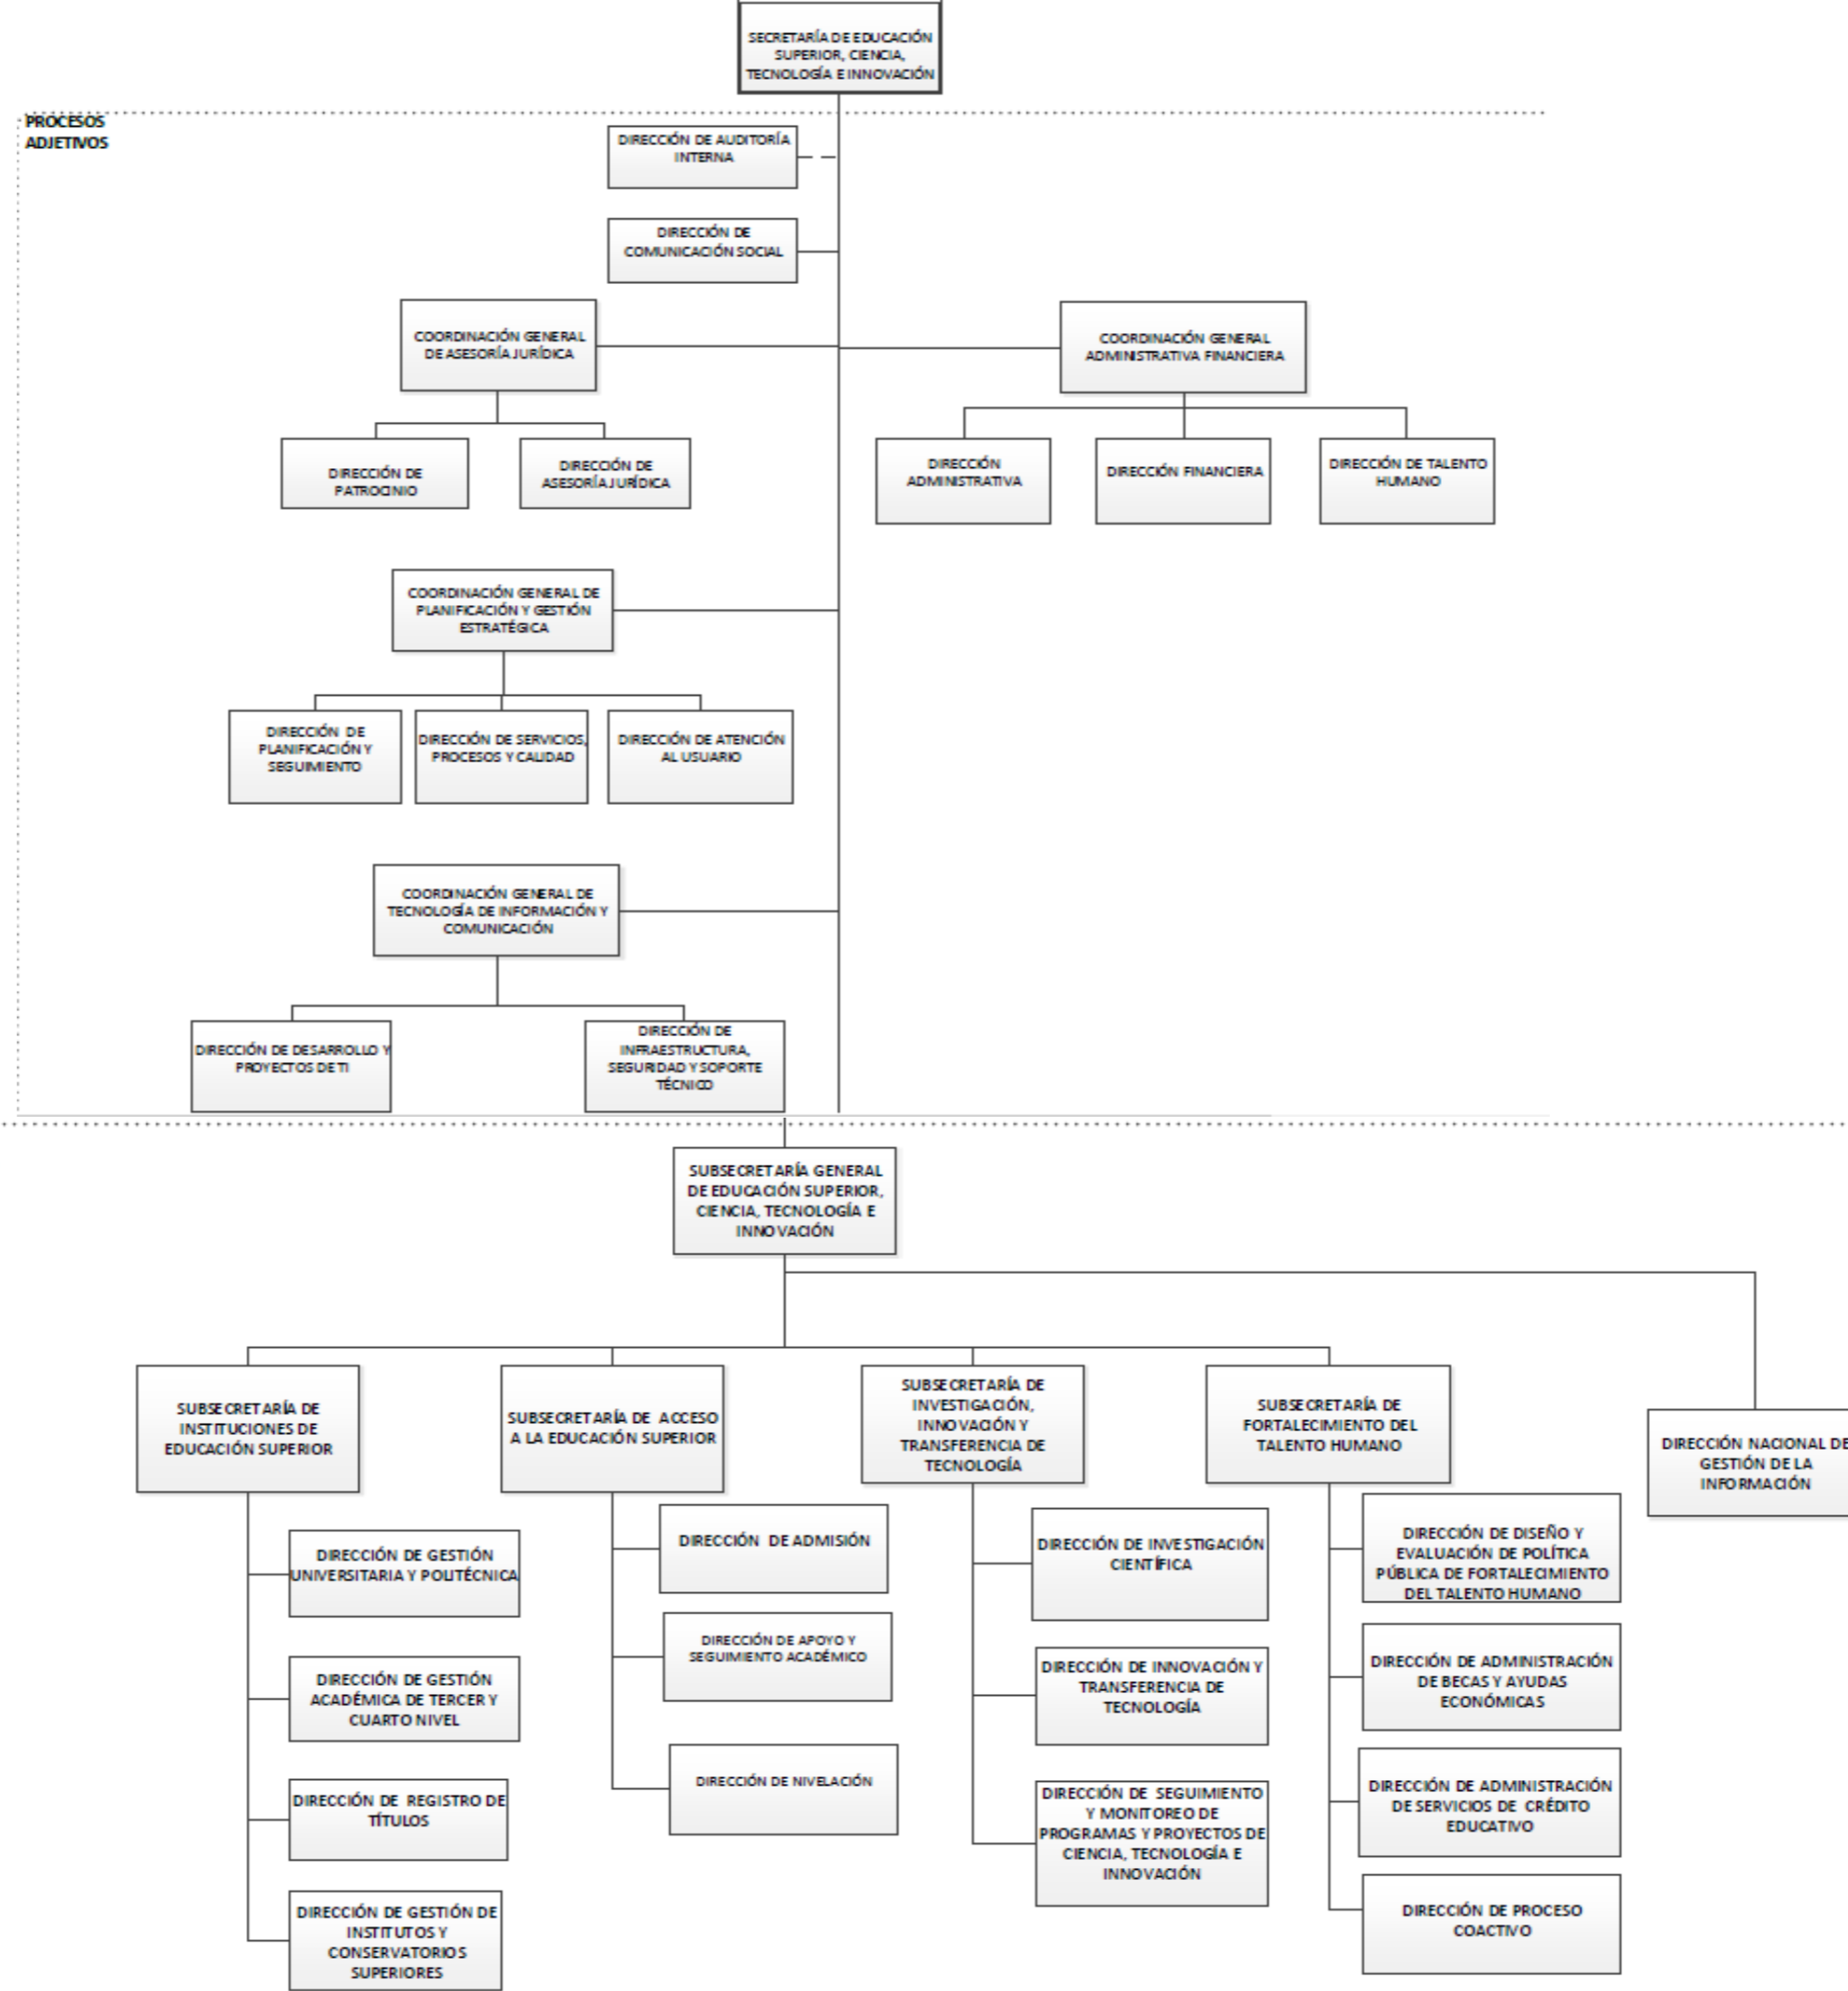 SECRETARÍA DE EDUCACIÓN
SUPERIOR, CIENCIA,
TECNOLOGÍA E INNOVACIÓN
PROCESOS
ADJETIVOS
DIRECCIÓN DE AUDITORÍA
INTERNA
DIRECCIÓN DE
COMUNICACIÓN SOCIAL
COORDINACIÓN GENERAL
DE ASESORÍA JURÍDICA
COORDINACIÓN GENERAL
ADMINISTRATIVA FINANCIERA
DIRECCIÓN DE
PATROCINIO
DIRECCIÓN DE
ASESORÍA JURÍDICA
DIRECCIÓN
ADMINISTRATIVA
DIRECCIÓN FINANCIERA
DIRECCIÓN DE TALENTO
HUMANO
COORDINACIÓN GENERAL DE
PLANIFICACIÓN Y GESTIÓN
ESTRATÉGICA
DIRECCIÓN DE
PLANIFICACIÓN Y
SEGUIMIENTO
DIRECCIÓN DE SERVICIOS,
PROCESOS Y CALIDAD
DIRECCIÓN DE ATENCIÓN
AL USUARIO
COORDINACIÓN GENERAL DE
TECNOLOGÍA DE INFORMACIÓN Y
COMUNICACIÓN
DIRECCIÓN DE DESARROLLO Y
PROYECTOS DE TI
DIRECCIÓN DE
INFRAESTRUCTURA,
SEGURIDAD Y SOPORTE
TÉCNICO
SUBSECRETARÍA GENERAL
DE EDUCACIÓN SUPERIOR,
CIENCIA, TECNOLOGÍA E
INNOVACIÓN
SUBSECRETARÍA DE
INSTITUCIONES DE
EDUCACIÓN SUPERIOR
SUBSECRETARÍA DE ACCESO
A LA EDUCACIÓN SUPERIOR
SUBSECRETARÍA DE
INVESTIGACIÓN,
INNOVACIÓN Y
TRANSFERENCIA DE
TECNOLOGÍA
SUBSECRETARÍA DE
FORTALECIMIENTO DEL
TALENTO HUMANO
DIRECCIÓN NACIONAL DE
GESTIÓN DE LA
INFORMACIÓN
DIRECCIÓN DE GESTIÓN
UNIVERSITARIA Y POLITÉCNICA
DIRECCIÓN DE GESTIÓN
ACADÉMICA DE TERCER Y
CUARTO NIVEL
DIRECCIÓN DE REGISTRO DE
TÍTULOS
DIRECCIÓN DE GESTIÓN DE
INSTITUTOS Y
CONSERVATORIOS
SUPERIORES
DIRECCIÓN DE ADMISIÓN
DIRECCIÓN DE APOYO Y
SEGUIMIENTO ACADÉMICO
DIRECCIÓN DE NIVELACIÓN
DIRECCIÓN DE INVESTIGACIÓN
CIENTÍFICA
DIRECCIÓN DE INNOVACIÓN Y
TRANSFERENCIA DE
TECNOLOGÍA
DIRECCIÓN DE SEGUIMIENTO
Y MONITOREO DE
PROGRAMAS Y PROYECTOS DE
CIENCIA, TECNOLOGÍA E
INNOVACIÓN
DIRECCIÓN DE DISEÑO Y
EVALUACIÓN DE POLÍTICA
PÚBLICA DE FORTALECIMIENTO
DEL TALENTO HUMANO
DIRECCIÓN DE ADMINISTRACIÓN
DE BECAS Y AYUDAS
ECONÓMICAS
DIRECCIÓN DE ADMINISTRACIÓN
DE SERVICIOS DE CRÉDITO
EDUCATIVO
DIRECCIÓN DE PROCESO
COACTIVO